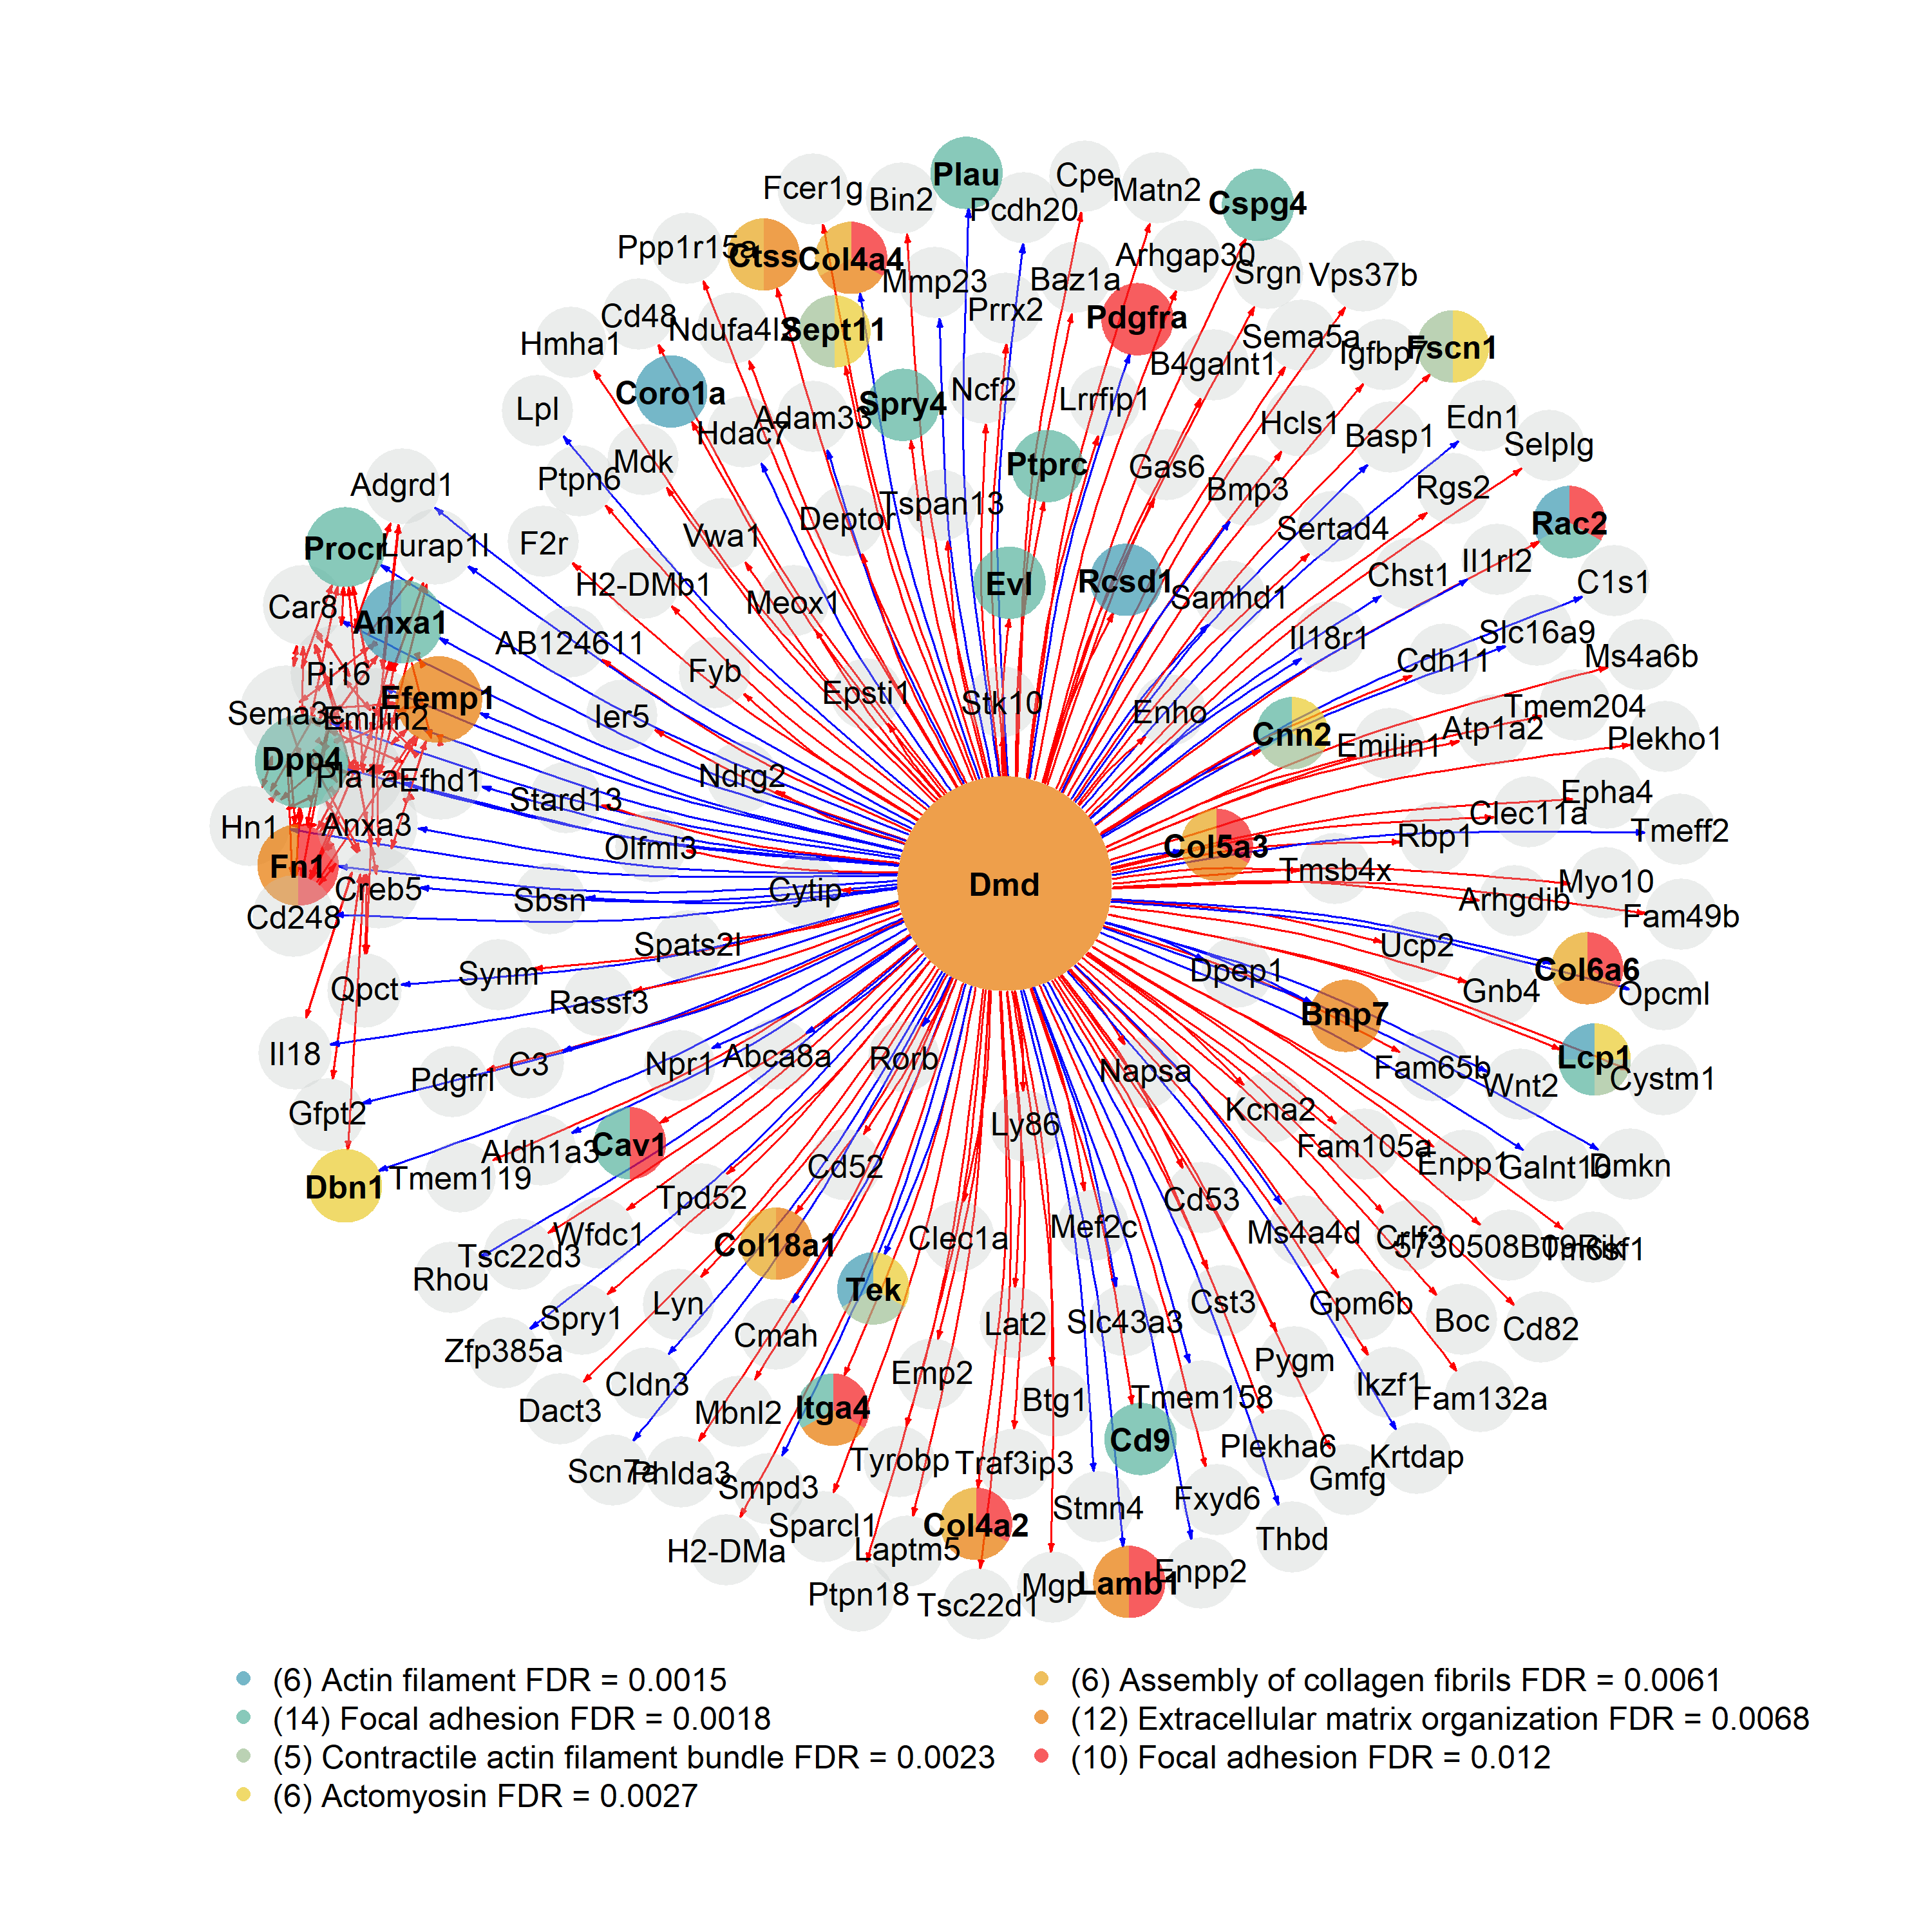 Plau
Cpe
Fcer1g
Matn2
Bin2
Cspg4
Pcdh20
Ppp1r15a
Ctss
Col4a4
Arhgap30
Srgn
Vps37b
Mmp23
Baz1a
Prrx2
Cd48
Pdgfra
Ndufa4l2
Sept11
Sema5a
Hmha1
Igfbp7
Fscn1
B4galnt1
Coro1a
Ncf2
Lrrfip1
Spry4
Lpl
Edn1
Adam33
Hcls1
Hdac7
Basp1
Selplg
Mdk
Ptprc
Gas6
Ptpn6
Adgrd1
Bmp3
Rgs2
Tspan13
Deptor
Rac2
Sertad4
Vwa1
F2r
Lurap1l
Procr
Il1rl2
Chst1
Evl
Rcsd1
C1s1
H2-DMb1
Samhd1
Meox1
Car8
Anxa1
Slc16a9
Il18r1
AB124611
Ms4a6b
Cdh11
Fyb
Pi16
Efemp1
Epsti1
Stk10
Tmem204
Enho
Ier5
Emilin2
Atp1a2
Cnn2
Plekho1
Emilin1
Dpp4
Ndrg2
Pla1a
Efhd1
Epha4
Stard13
Clec11a
Hn1
Anxa3
Tmeff2
Rbp1
Olfml3
Col5a3
Fn1
Tmsb4x
Myo10
Dmd
Creb5
Cytip
Sbsn
Arhgdib
Cd248
Fam49b
Spats2l
Ucp2
Col6a6
Dpep1
Synm
Qpct
Gnb4
Opcml
Rassf3
Bmp7
Il18
Abca8a
Rorb
Lcp1
C3
Npr1
Fam65b
Napsa
Cystm1
Pdgfrl
Wnt2
Gfpt2
Kcna2
Ly86
Cav1
Fam105a
Aldh1a3
Enpp1
Cd52
Galnt16
Dmkn
Tmem119
Dbn1
Tpd52
Cd53
Mef2c
Wfdc1
Ms4a4d
Clec1a
Crlf3
Col18a1
5730508B09Rik
Tsc22d3
Rhou
Tek
Lyn
Cst3
Gpm6b
Spry1
Boc
Lat2
Slc43a3
Cd82
Cmah
Zfp385a
Pygm
Emp2
Cldn3
Ikzf1
Btg1
Tmem158
Fam132a
Itga4
Dact3
Mbnl2
Cd9
Plekha6
Krtdap
Tyrobp
Traf3ip3
Scn7a
Phlda3
Gmfg
Smpd3
Fxyd6
Stmn4
Sparcl1
Col4a2
Thbd
H2-DMa
Laptm5
Enpp2
Lamb1
Mgp
Ptpn18
Tsc22d1
(6) Actin filament FDR = 0.0015
(14) Focal adhesion FDR = 0.0018
(5) Contractile actin filament bundle FDR = 0.0023
(6) Actomyosin FDR = 0.0027
(6) Assembly of collagen fibrils FDR = 0.0061
(12) Extracellular matrix organization FDR = 0.0068
(10) Focal adhesion FDR = 0.012